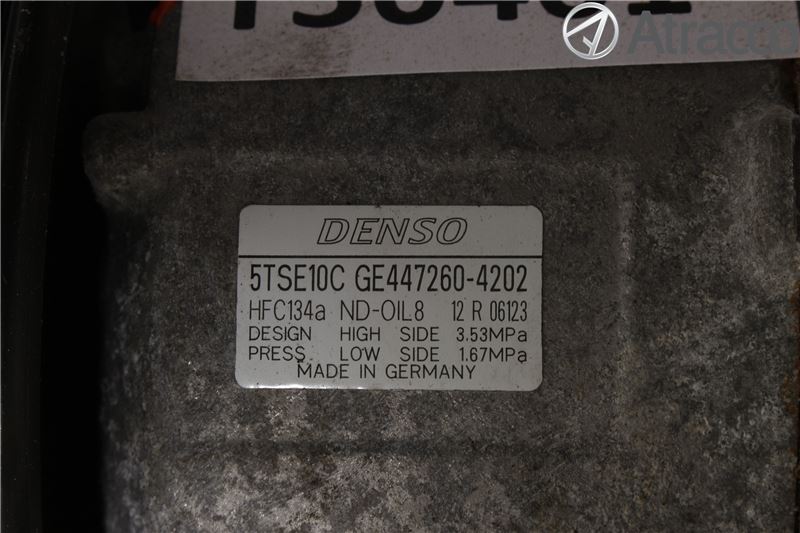 Atracco
DENSO
5TSE10C GE447260-4202
HFC134a ND-OIL8 12 R 06123
DESIGN HIGH SIDE 3.53MPa
PRESS LOW SIDE 1.67MPa
MADE IN GERMANY